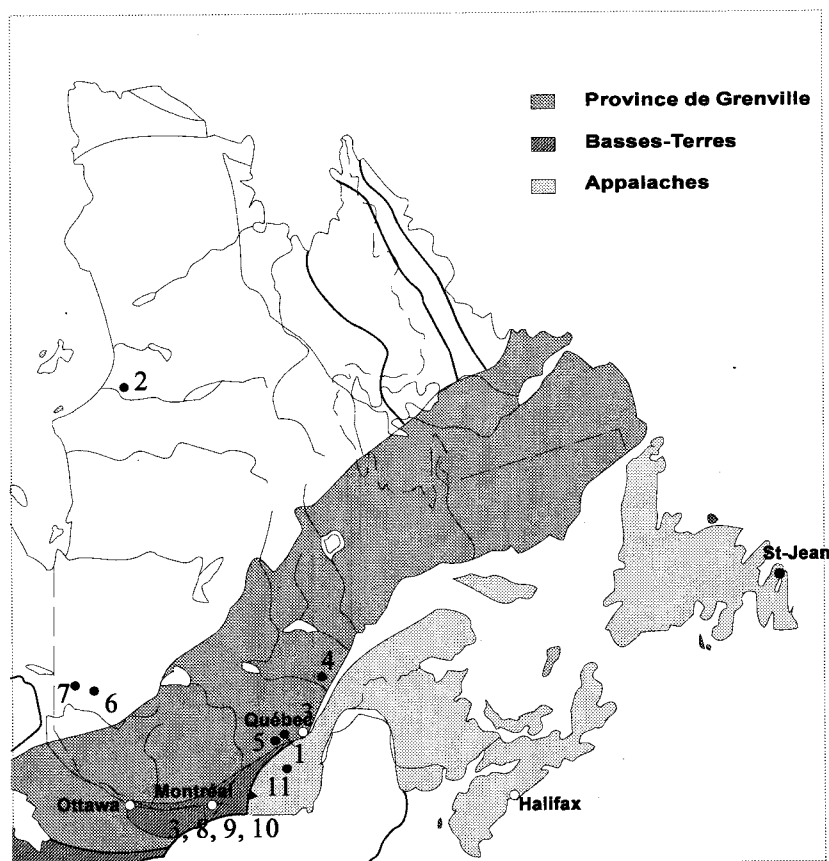 Province de Grenville
Basses-Terres
Appalaches
2
St-Jean
4
7
6
3
Québec
5
1
11
Ottawa
Montréal
Halifax
3, 8, 9, 10